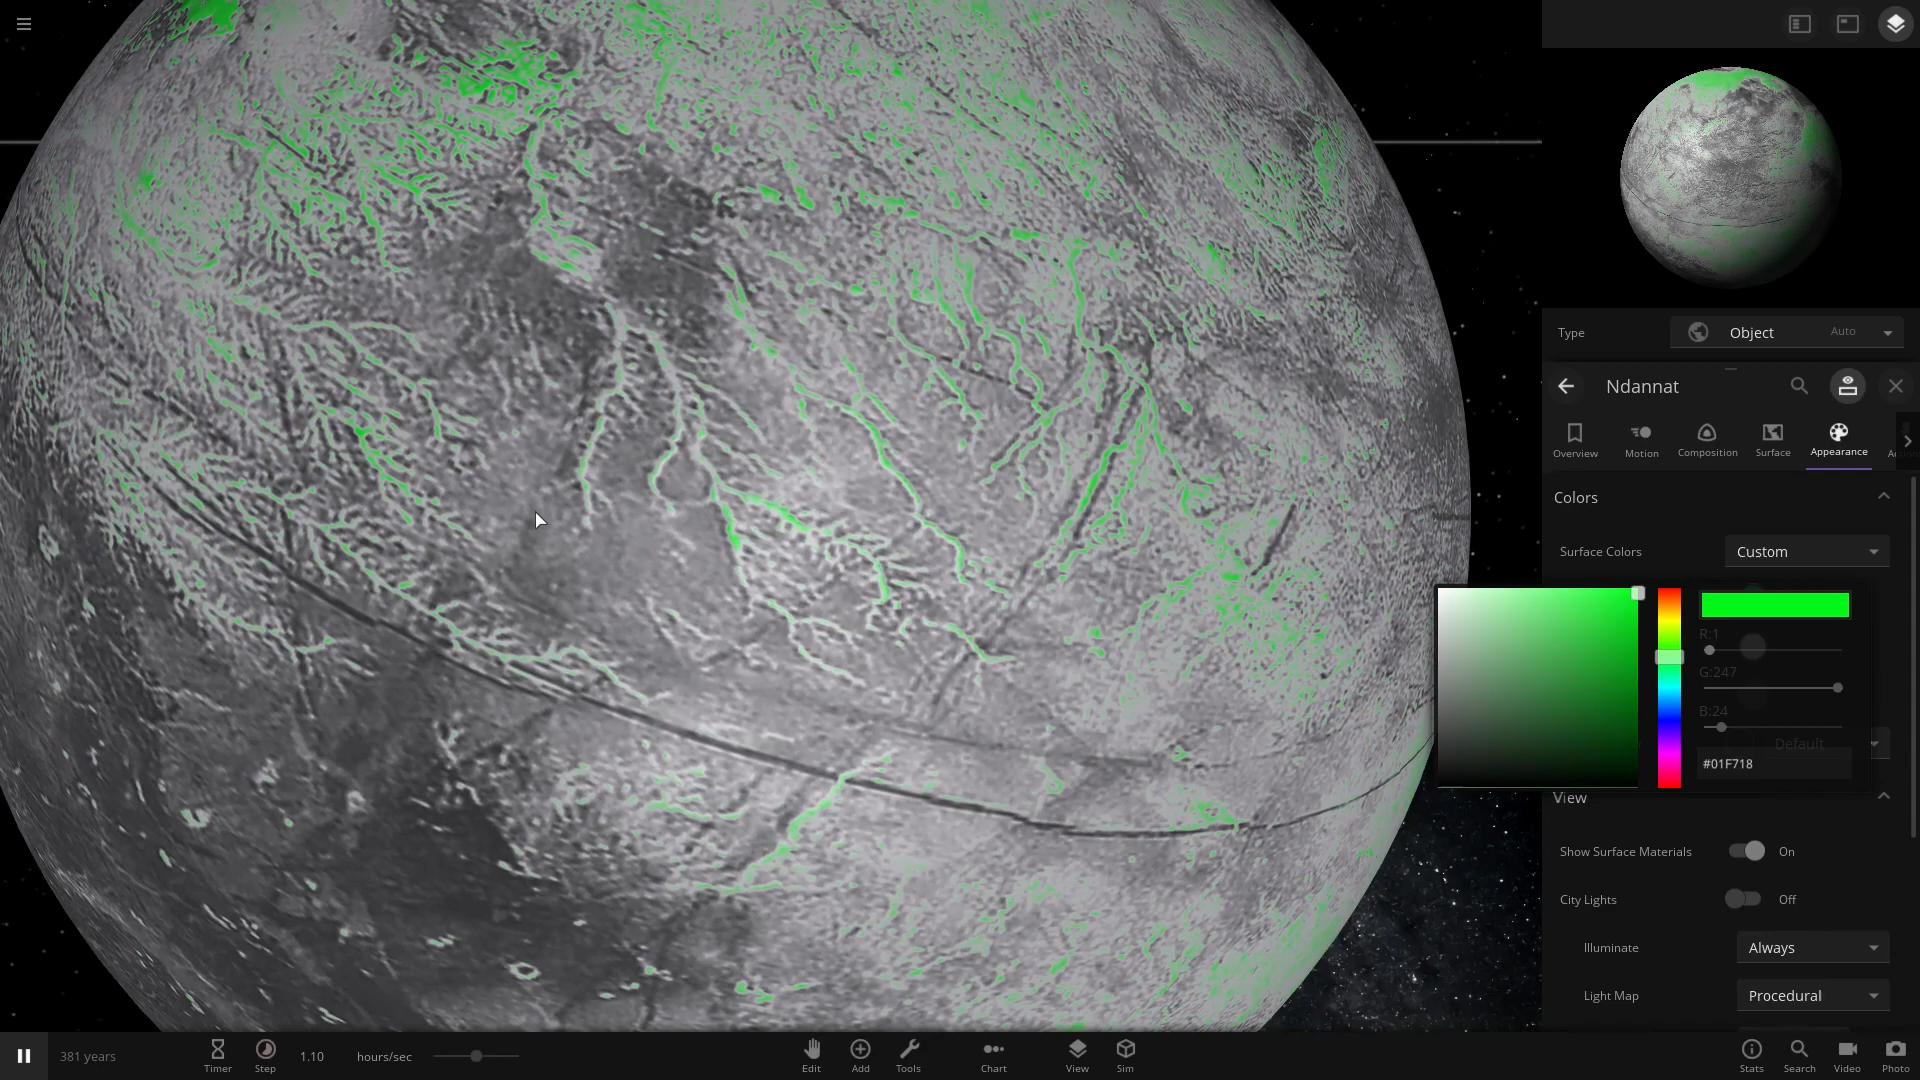 Type
Object
Auto
Ndannat
Overview
Motion
Composition
Surface
Appearance
Colors
Surface Colors
Custom
R:1
G:247
B:24
Default
#01F718
View
Show Surface Materials
On
City Lights
Off
Illuminate
Always
Light Map
Procedural
381 years
Timer
Step
1.10
hours/sec
Edit
Add
Tools
Chart
View
Sim
Stats
Search
Video
Photo